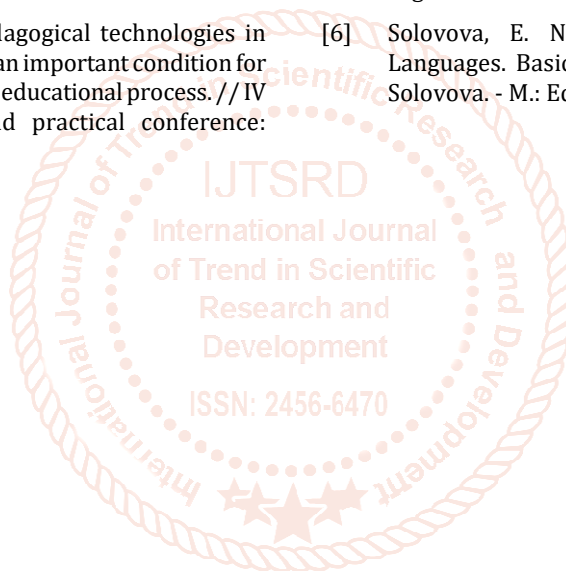 lagogical technologies in
an important condition for
educational process. // IV
nd practical conference:
[6] Solovova, E. N
Languages. Basic
Solovova. - M.: Ed
International Journal of Trend in Scientific Research and Development
IJTSRD
International Journal
of Trend in Scientific
Research and
Development
ISSN: 2456-6470